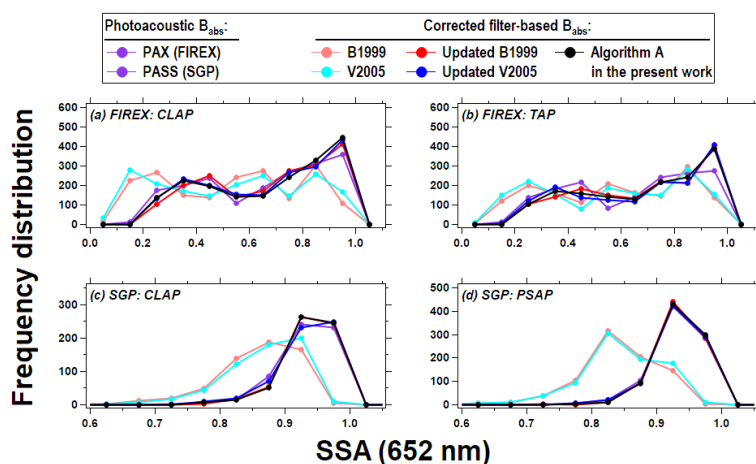 Photoacoustic Babs:
Corrected filter-based Babs:
PAX (FIREX)
B1999
Updated B1999
Algorithm A
PASS (SGP)
V2005
Updated V2005
in the present work
Frequency distribution
(a) FIREX: CLAP
600
500
400
300
200
100
0
0.0 0.2 0.4 0.6 0.8 1.0
(b) FIREX: TAP
600
500
400
300
200
100
0
0.0 0.2 0.4 0.6 0.8 1.0
(c) SGP: CLAP
300
200
100
0
0.6 0.7 0.8 0.9 1.0
(d) SGP: PSAP
500
400
300
200
100
0
0.6 0.7 0.8 0.9 1.0
SSA (652 nm)